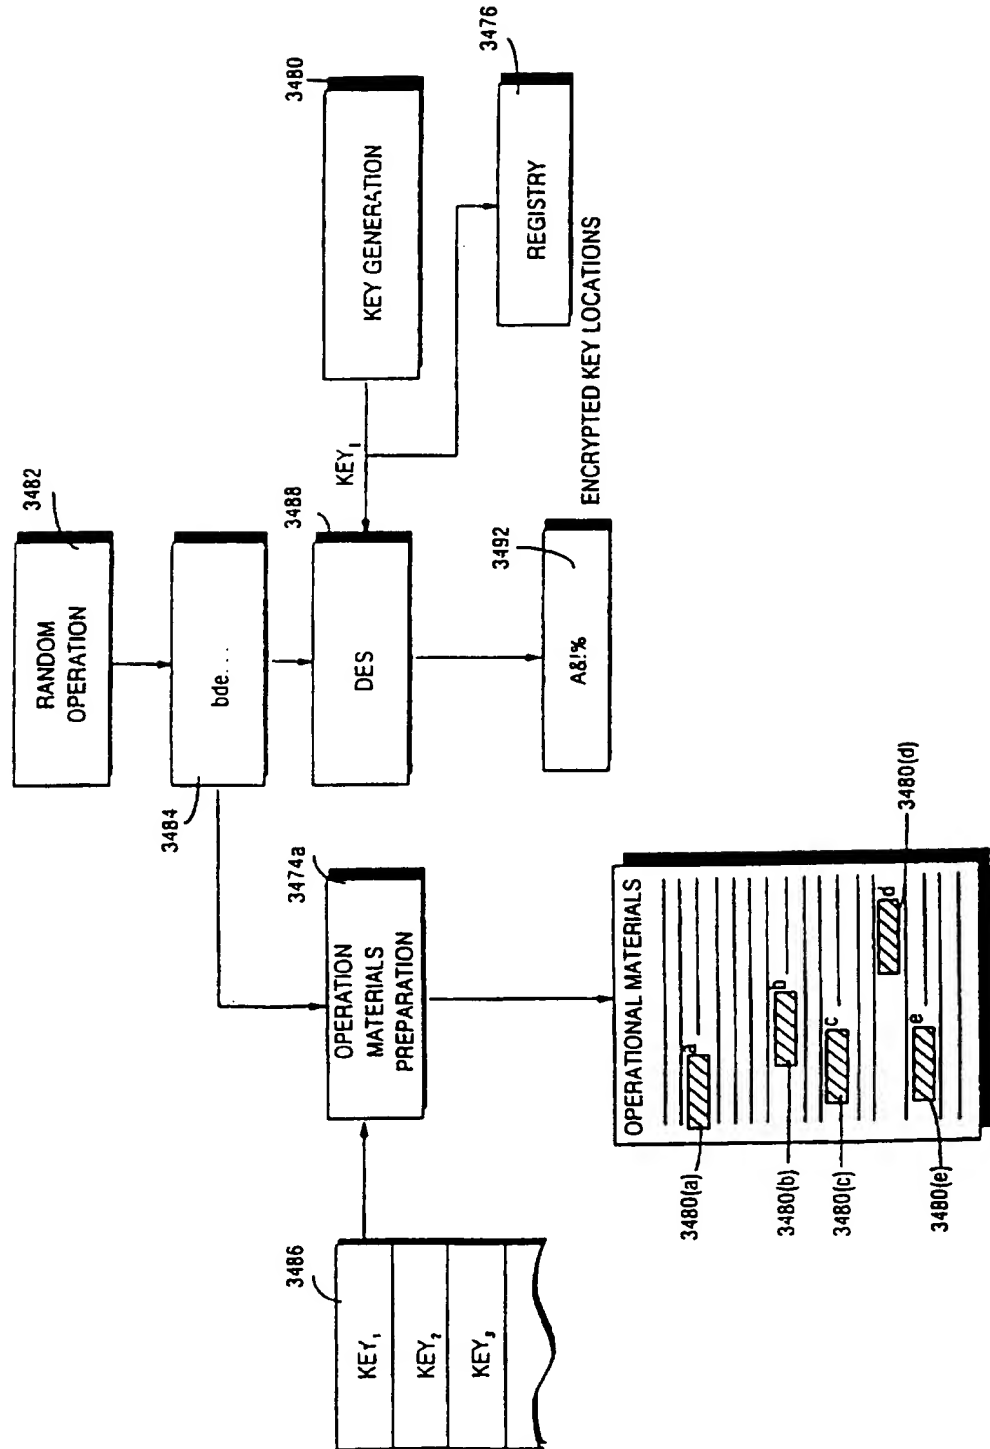 3482
RANDOM
OPERATION
3484
bde...
3480
KEY GENERATION
KEY₁
3488
DES
3476
REGISTRY
3492
A&!%
ENCRYPTED KEY LOCATIONS
3486
KEY₁
KEY₂
KEY₃
3474a
OPERATION
MATERIALS
PREPARATION
OPERATIONAL MATERIALS
a
3480(a)
b
3480(b)
c
3480(c)
d
3480(d)
e
3480(e)